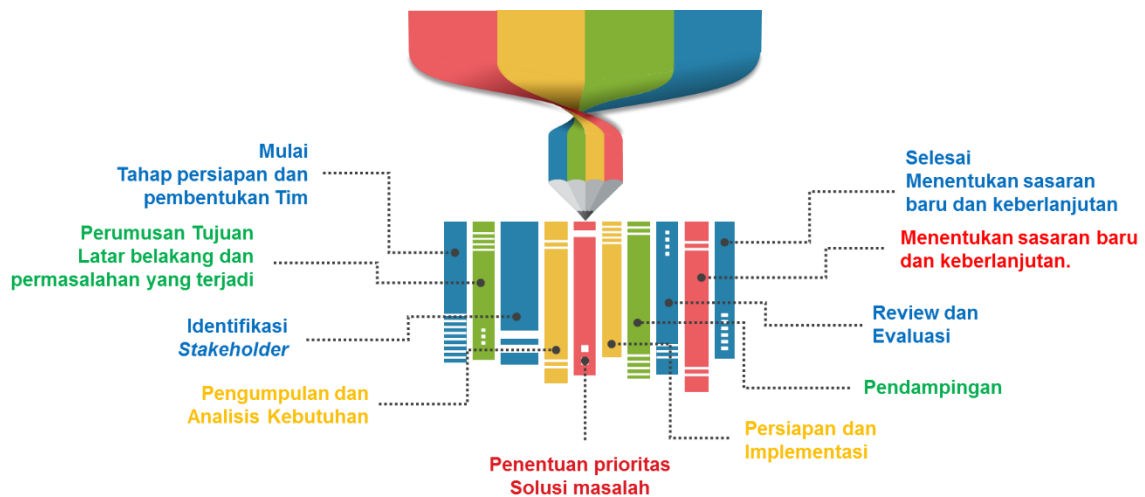 Mulai
Tahap persiapan dan
pembentukan Tim
Perumusan Tujuan
Latar belakang dan
permasalahan yang terjadi
Identifikasi
Stakeholder
Pengumpulan dan
Analisis Kebutuhan
Penentuan prioritas
Solusi masalah
Persiapan dan
Implementasi
Pendampingan
Review dan
Evaluasi
Menentukan sasaran baru
dan keberlanjutan.
Selesai
Menentukan sasaran
baru dan keberlanjutan